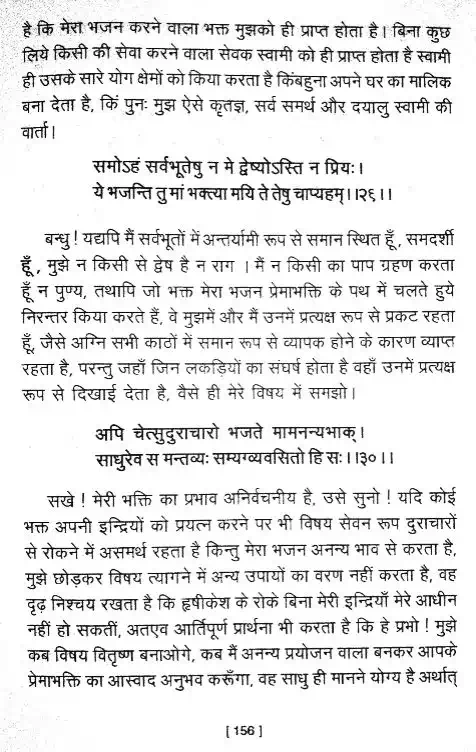 है कि मेरा भजन करने वाला भक्त मुझको ही प्राप्त होता है। बिना कुछ
लिये किसी की सेवा करने वाला सेवक स्वामी को ही प्राप्त होता है स्वामी
ही उसके सारे योग क्षेमों को किया करता है किंबहुना अपने घर का मालिक
बना देता है, किं पुनः मुझ ऐसे कृतज्ञ, सर्व समर्थ और दयालु स्वामी की
वार्ता!
समोऽहं सर्वभूतेषु न मे द्वेष्योऽस्ति न प्रियः।
ये भजन्ति तु मां भक्त्या मयि ते तेषु चाप्यहम्।।२९।।
बन्धु! यद्यपि मैं सर्वभूतों में अन्तर्यामी रूप से समान स्थित हूँ, समदर्शी
हूँ, मुझे न किसी से द्वेष है न राग । मैं न किसी का पाप ग्रहण करता
हूँ न पुण्य, तथापि जो भक्त मेरा भजन प्रेमाभक्ति के पथ में चलते हुये
निरन्तर किया करते हैं, वे मुझमें और मैं उनमें प्रत्यक्ष रूप से प्रकट रहता
हूँ, जैसे अग्नि सभी काठों में समान रूप से व्यापक होने के कारण व्याप्त
रहता है, परन्तु जहाँ जिन लकड़ियों का संघर्ष होता है वहाँ उनमें प्रत्यक्ष
रूप से दिखाई देता है, वैसे ही मेरे विषय में समझो।
अपि चेत्सुदुराचारो भजते मामनन्यभाक्।
साधुरेव स मन्तव्यः सम्यग्व्यवसितो हि सः।।३०।।
सखे ! मेरी भक्ति का प्रभाव अनिर्वचनीय है, उसे सुनो ! यदि कोई
भक्त अपनी इन्द्रियों को प्रयत्न करने पर भी विषय सेवन रूप दुराचारों
से रोकने में असमर्थ रहता है किन्तु मेरा भजन अनन्य भाव से करता है,
मुझे छोड़कर विषय त्यागने में अन्य उपायों का वरण नहीं करता है, वह
दृढ़ निश्चय रखता है कि हृषीकेश के रोके बिना मेरी इन्द्रियाँ मेरे आधीन
नहीं हो सकतीं, अतएव आर्तिपूर्ण प्रार्थना भी करता है कि हे प्रभो ! मुझे
कब विषय वितृष्ण बनाओगे, कब मैं अनन्य प्रयोजन वाला बनकर आपके
प्रेमाभक्ति का आस्वाद अनुभव करूँगा, वह साधु ही मानने योग्य है अर्थात्
[ 156 ]